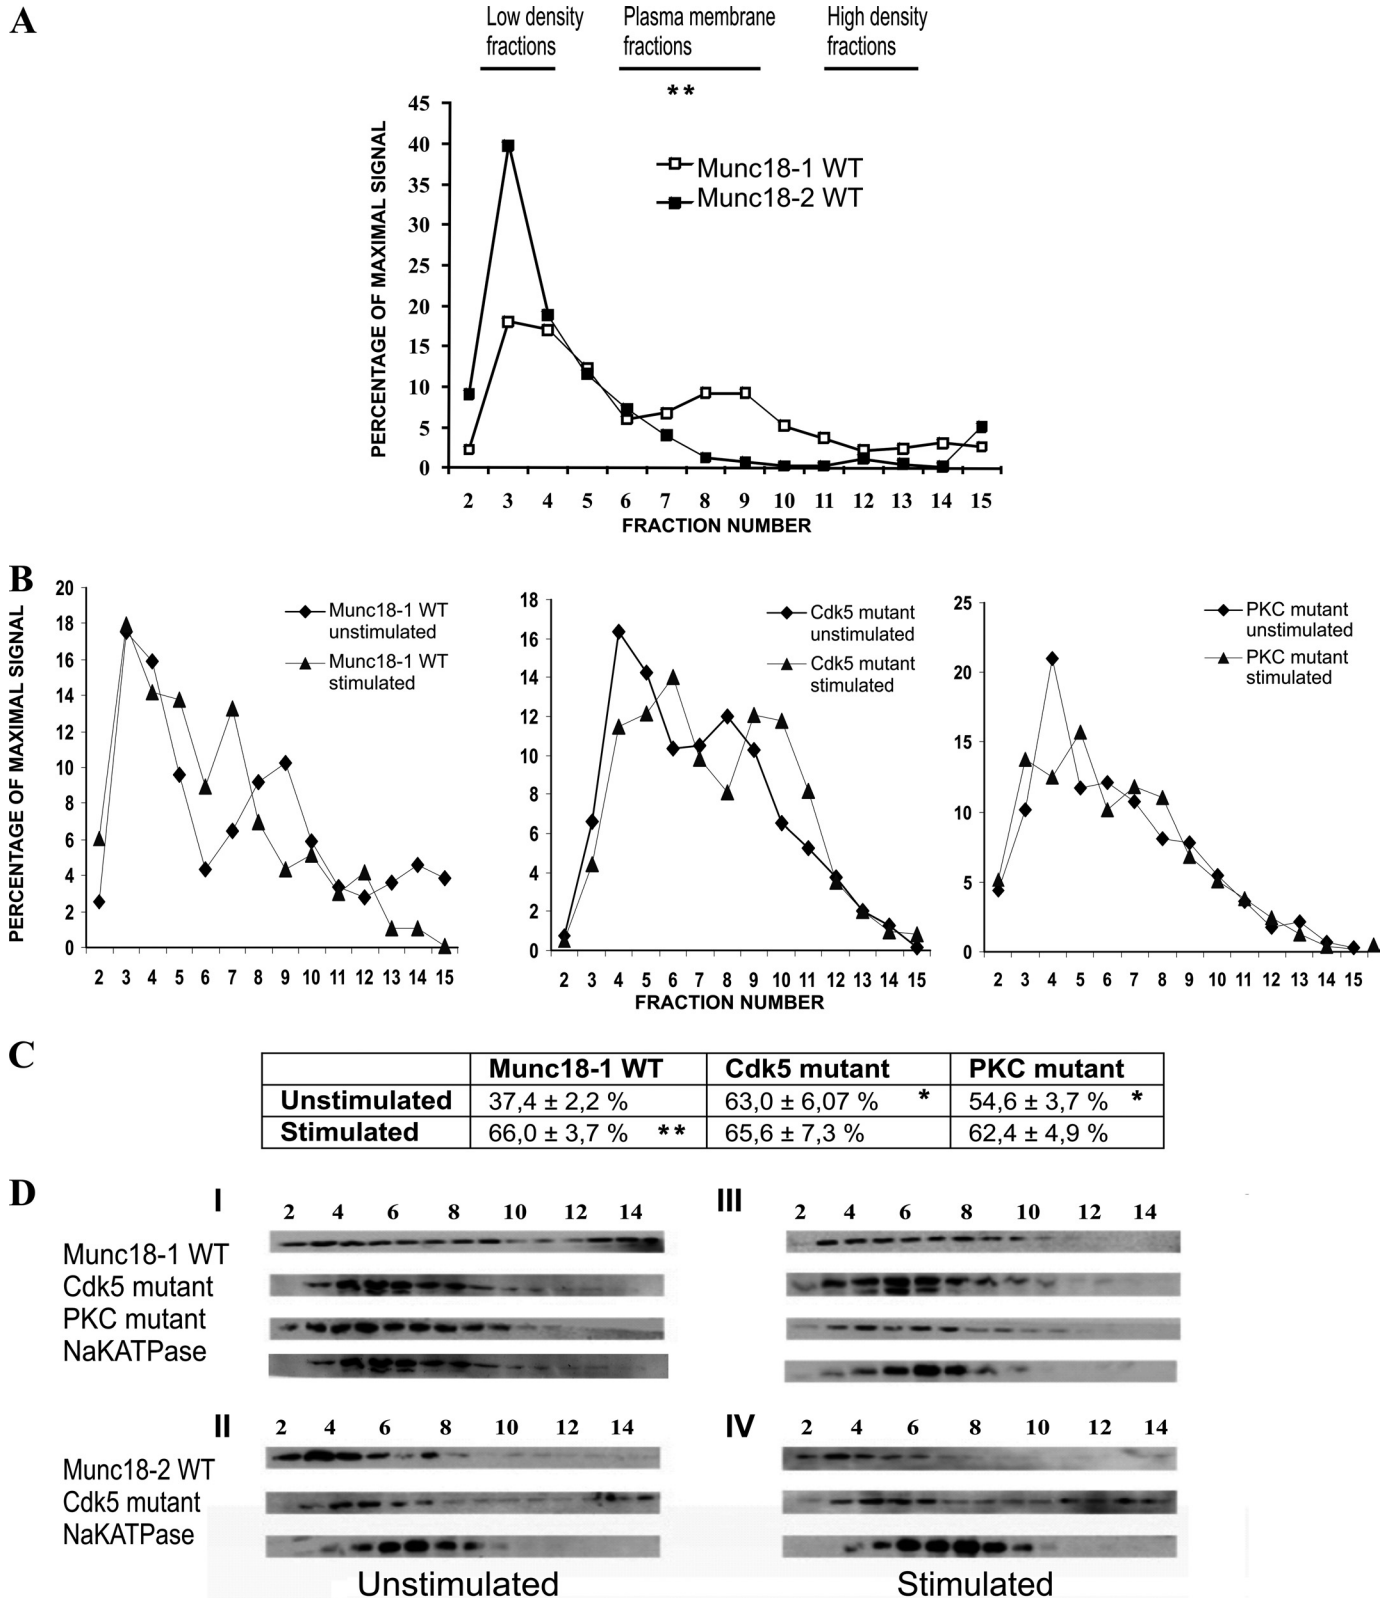 A
Low density
fractions
Plasma membrane
fractions
High density
fractions
**
PERCENTAGE OF MAXIMAL SIGNAL
45
40
35
30
25
20
15
10
5
0
Munc18-1 WT
Munc18-2 WT
2 3 4 5 6 7 8 9 10 11 12 13 14 15
FRACTION NUMBER
B
PERCENTAGE OF MAXIMAL SIGNAL
20
18
16
14
12
10
8
6
4
2
0
Munc18-1 WT
unstimulated
Munc18-1 WT
stimulated
2 3 4 5 6 7 8 9 10 11 12 13 14 15
18
16
14
12
10
8
6
4
2
0
Cdk5 mutant
unstimulated
Cdk5 mutant
stimulated
2 3 4 5 6 7 8 9 10 11 12 13 14 15
FRACTION NUMBER
25
20
15
10
5
0
PKC mutant
unstimulated
PKC mutant
stimulated
2 3 4 5 6 7 8 9 10 11 12 13 14 15
C
Munc18-1 WT Cdk5 mutant PKC mutant
Unstimulated 37,4 ± 2,2 % 63,0 ± 6,07 % * 54,6 ± 3,7 % *
Stimulated 66,0 ± 3,7 % ** 65,6 ± 7,3 % 62,4 ± 4,9 %
D
I
2 4 6 8 10 12 14
III
2 4 6 8 10 12 14
Munc18-1 WT
Cdk5 mutant
PKC mutant
NaKATPase
II
2 4 6 8 10 12 14
IV
2 4 6 8 10 12 14
Munc18-2 WT
Cdk5 mutant
NaKATPase
Unstimulated
Stimulated